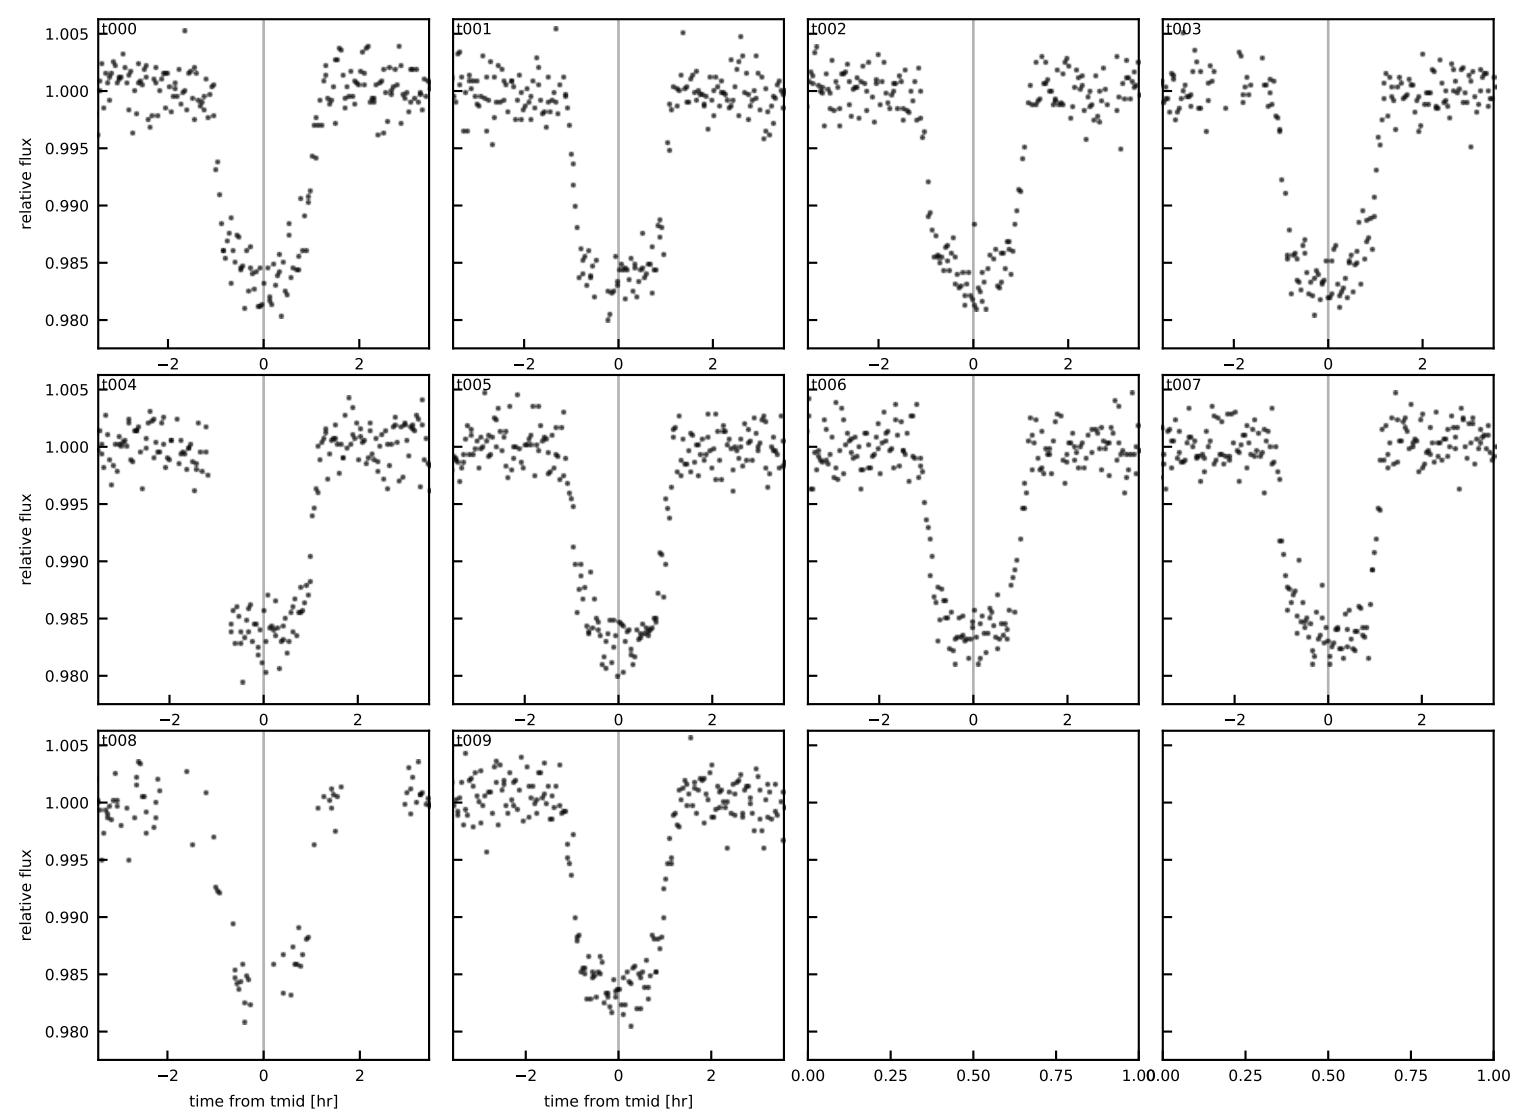 t000 t001 t002 t003
1.005
1.000
0.995
0.990
0.985
0.980
relative flux
−2 0 2 −2 0 2 −2 0 2 −2 0 2
t004 t005 t006 t007
1.005
1.000
0.995
0.990
0.985
0.980
relative flux
−2 0 2 −2 0 2 −2 0 2 −2 0 2
t008 t009
1.005
1.000
0.995
0.990
0.985
0.980
relative flux
−2 0 2 −2 0 2 0.00 0.25 0.50 0.75 1.00 0.00 0.25 0.50 0.75 1.00
time from tmid [hr] time from tmid [hr]